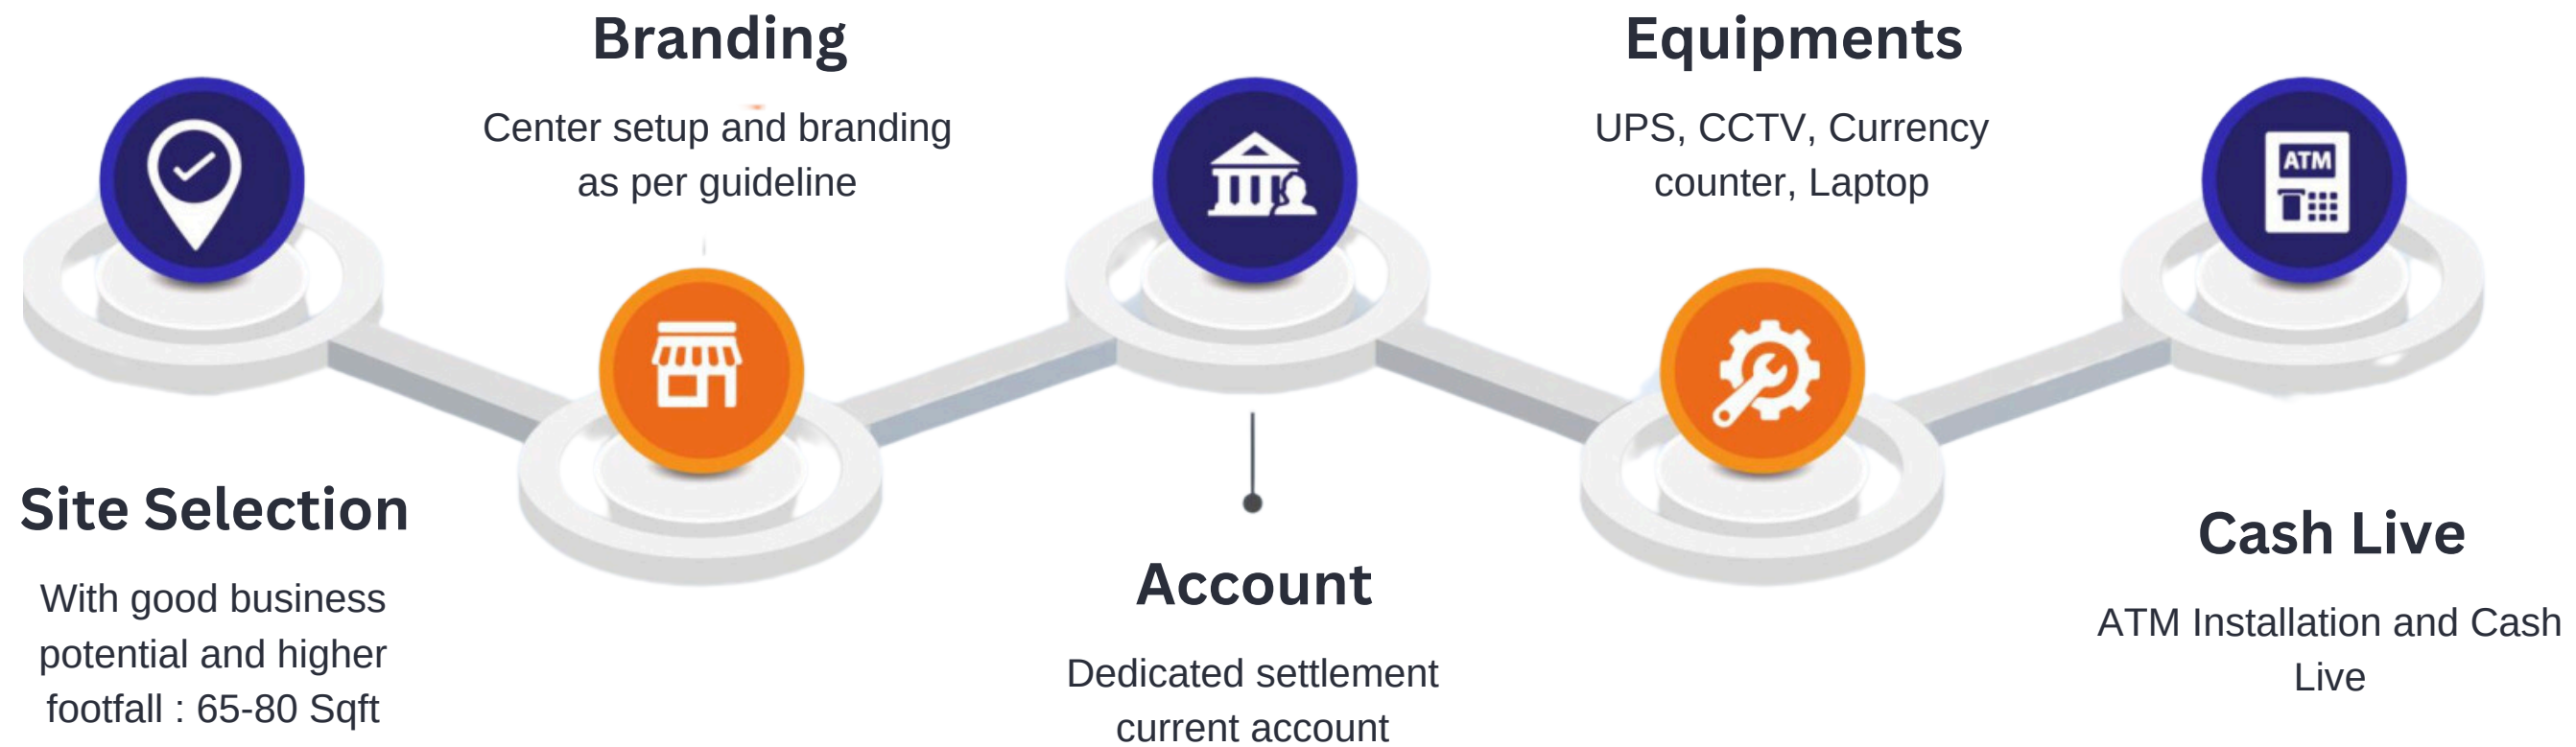 Site Selection
With good business
potential and higher
footfall : 65-80 Sqft
Branding
Center setup and branding
as per guideline
Account
Dedicated settlement
current account
Equipments
UPS, CCTV, Currency
counter, Laptop
ATM
Cash Live
ATM Installation and Cash
Live